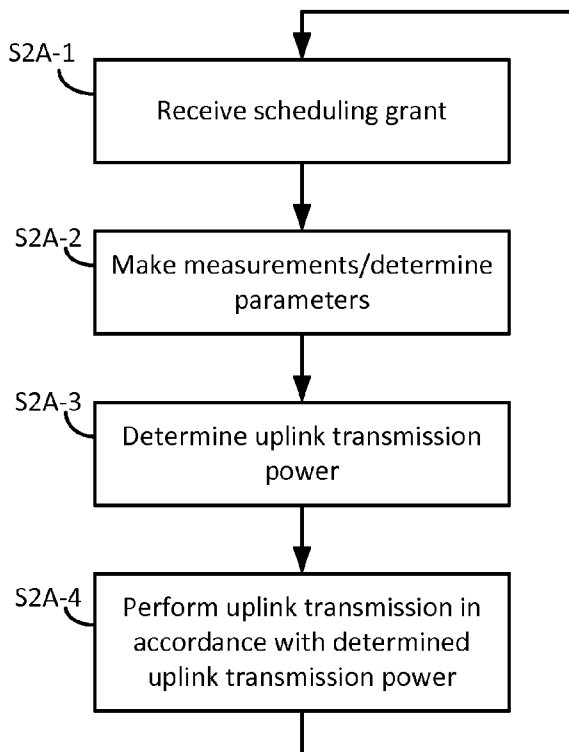 S2A-1
Receive scheduling grant
S2A-2
Make measurements/determine
parameters
S2A-3
Determine uplink transmission
power
S2A-4
Perform uplink transmission in
accordance with determined
uplink transmission power